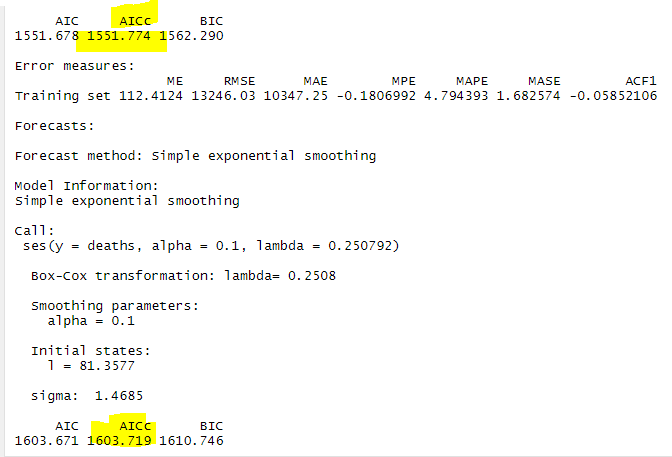 AIC AICc BIC
1551.678 1551.774 1562.290
Error measures:
ME RMSE MAE MPE MAPE MASE ACF1
Training set 112.4124 13246.03 10347.25 -0.1806992 4.794393 1.682574 -0.05852106
Forecasts:
Forecast method: Simple exponential smoothing
Model Information:
Simple exponential smoothing
Call:
ses(y = deaths, alpha = 0.1, lambda = 0.250792)
Box-Cox transformation: lambda= 0.2508
Smoothing parameters:
alpha = 0.1
Initial states:
l = 81.3577
sigma: 1.4685
AIC AICc BIC
1603.671 1603.719 1610.746